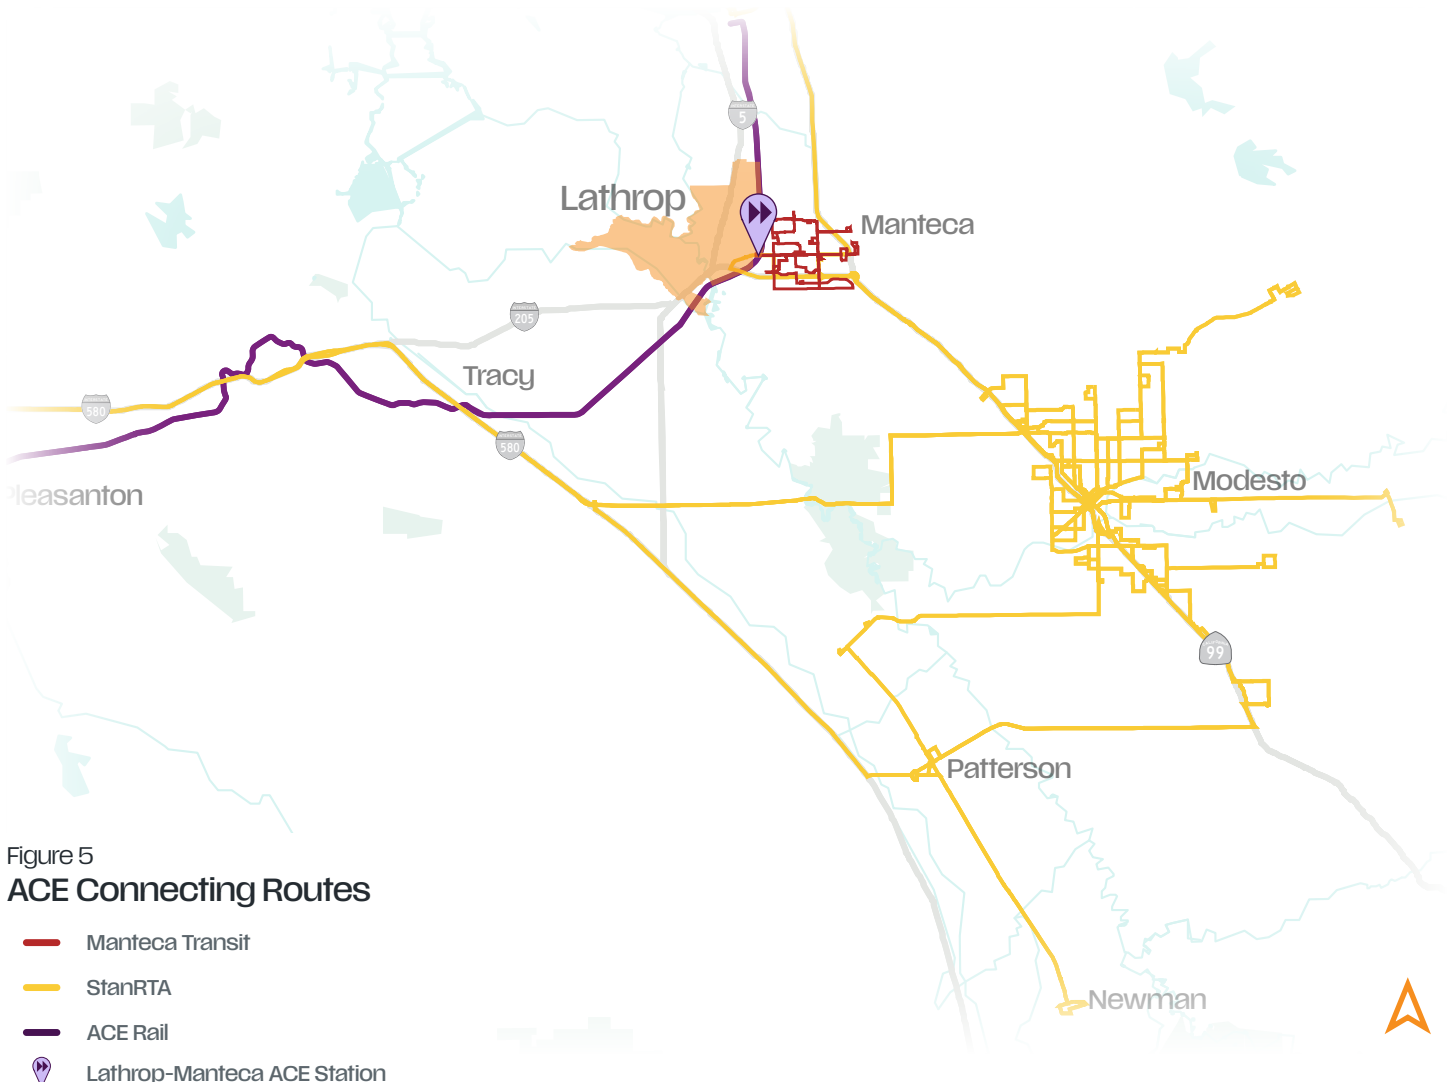 5
Lathrop
Manteca
205
Tracy
580
580
Pleasanton
Modesto
99
Patterson
Newman
Figure 5
ACE Connecting Routes
Manteca Transit
StanRTA
ACE Rail
Lathrop-Manteca ACE Station